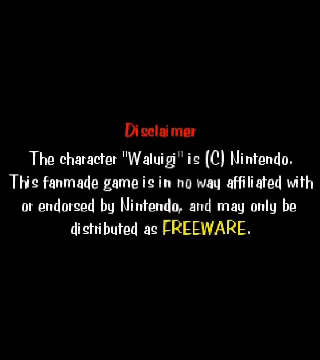 Disclaimer
The character "Waluigi" is (C) Nintendo.
This fanmade game is in no way affiliated with
or endorsed by Nintendo, and may only be
distributed as FREEWARE.